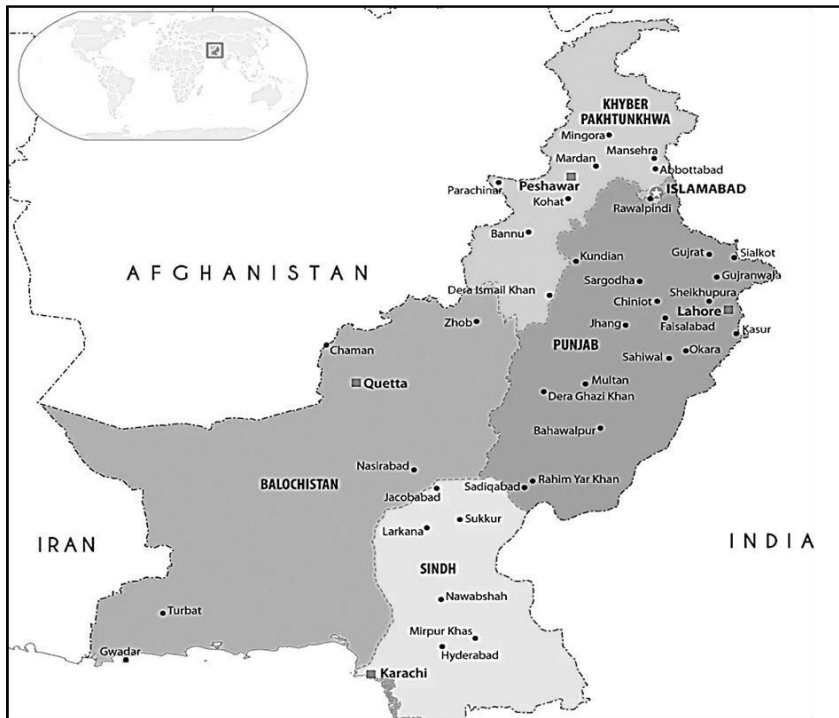 KHYBER
PAKHTUNKHWA
Mingora
Mansehra
Mardan
Abbottabad
Peshawar
Parachinar
ISLAMABAD
Kohat
Rawalpindi
Bannu
Kundian
Gujrat
Sialkot
AFGHANISTAN
Sargodha
Gujranwala
Dera Ismail Khan
Sheikhupura
Chiniot
Lahore
Zhob
Jhang
Faisalabad
Kasur
PUNJAB
Chaman
Sahiwal
Okara
Quetta
Multan
Dera Ghazi Khan
Bahawalpur
Nasirabad
BALOCHISTAN
Rahim Yar Khan
Sadiqabad
Jacobabad
Sukkur
Larkana
IRAN
INDIA
SINDH
Nawabshah
Turbat
Mirpur Khas
Gwadar
Hyderabad
Karachi